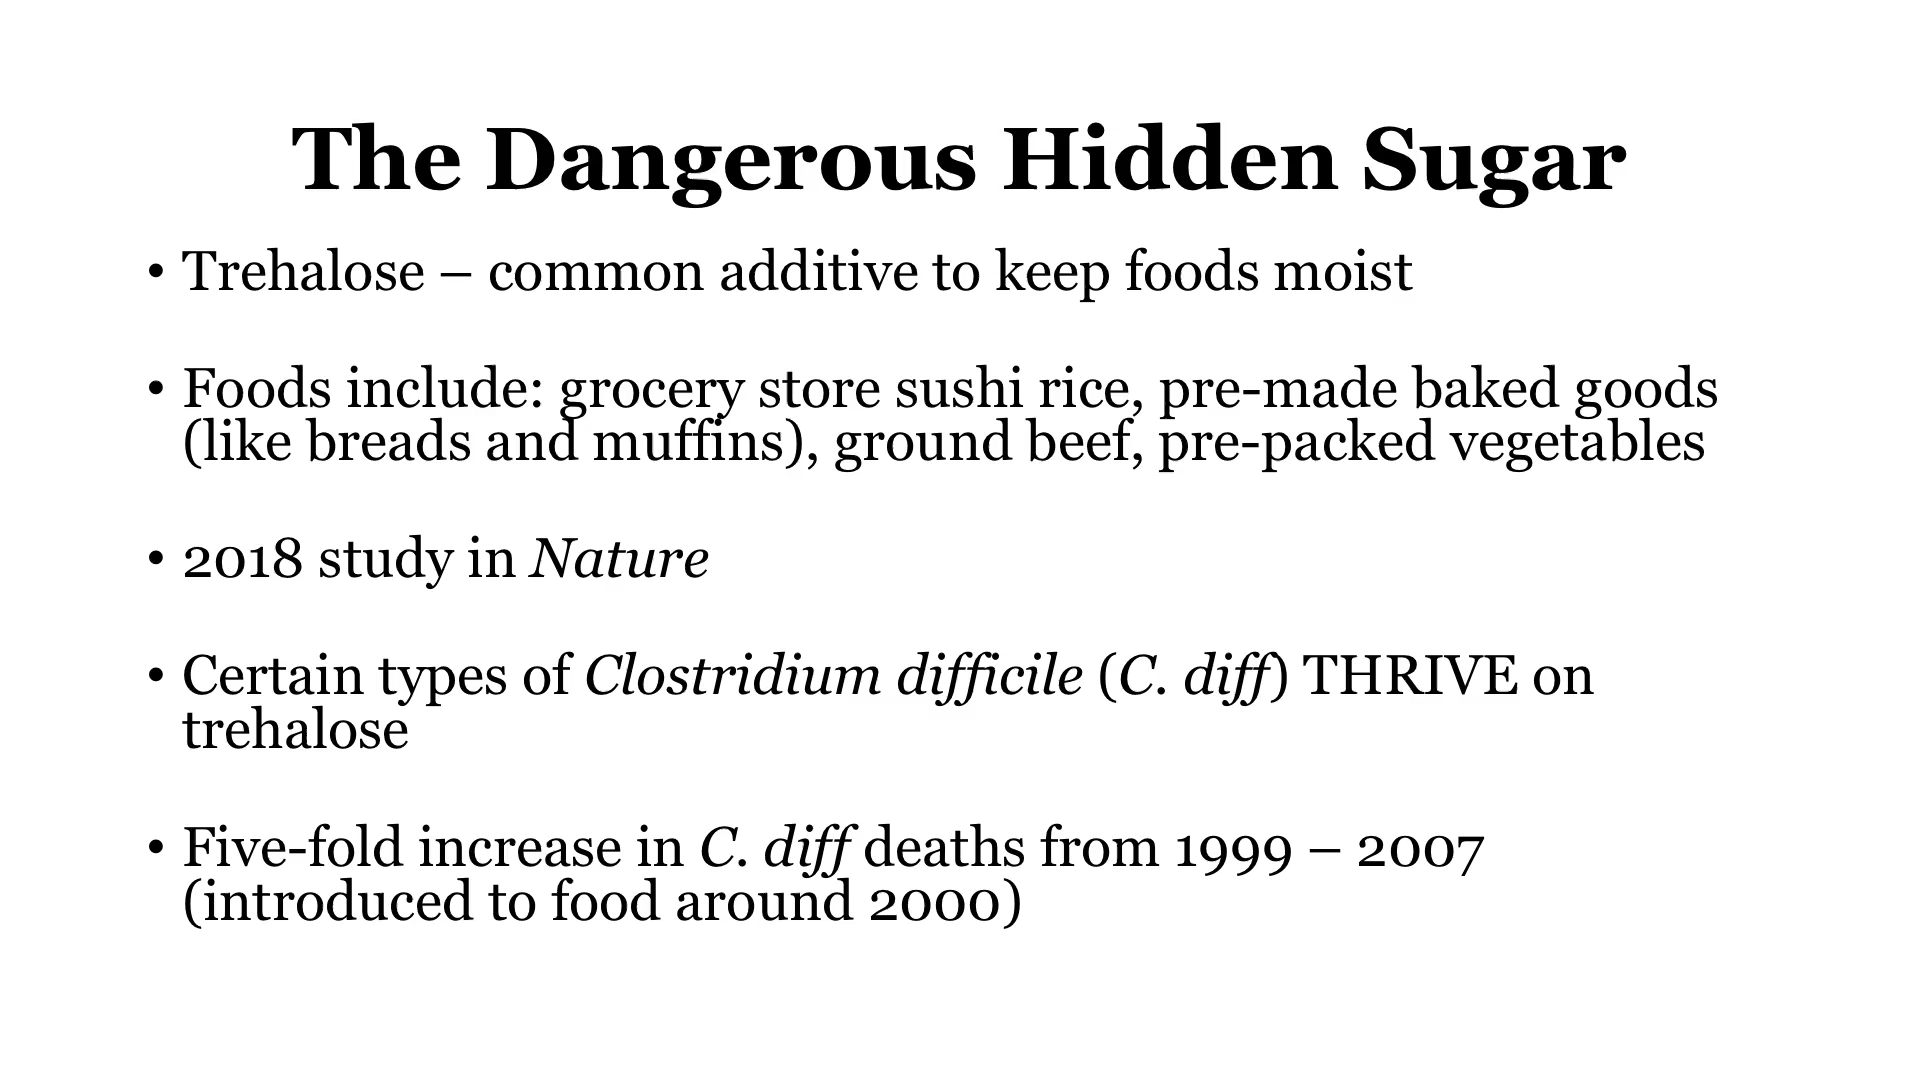 The Dangerous Hidden Sugar
• Trehalose – common additive to keep foods moist
• Foods include: grocery store sushi rice, pre-made baked goods
(like breads and muffins), ground beef, pre-packed vegetables
• 2018 study in Nature
• Certain types of Clostridium difficile (C. diff) THRIVE on
trehalose
• Five-fold increase in C. diff deaths from 1999 – 2007
(introduced to food around 2000)